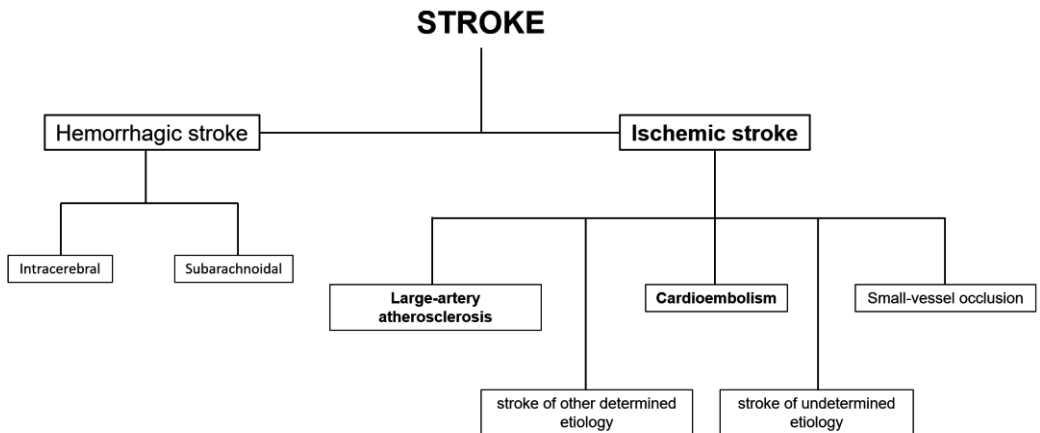 STROKE
Hemorrhagic stroke
Ischemic stroke
Intracerebral
Subarachnoidal
Large-artery
atherosclerosis
Cardioembolism
Small-vessel occlusion
stroke of other determined
etiology
stroke of undetermined
etiology